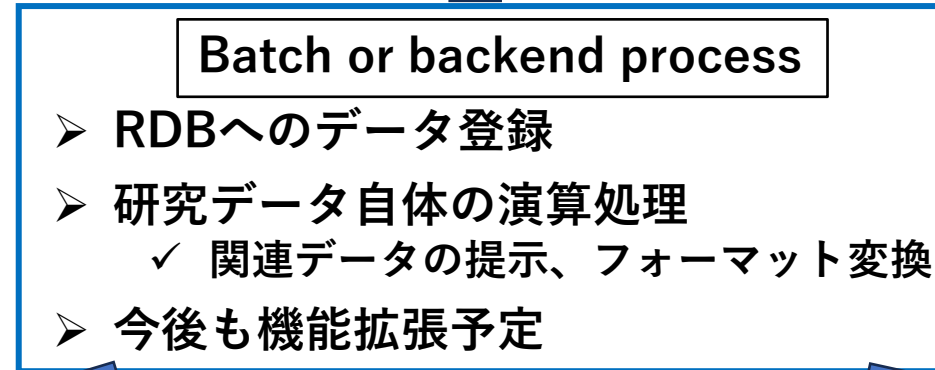 Batch or backend process
➢ RDBへのデータ登録
➢ 研究データ自体の演算処理
✓ 関連データの提示、フォーマット変換
➢ 今後も機能拡張予定